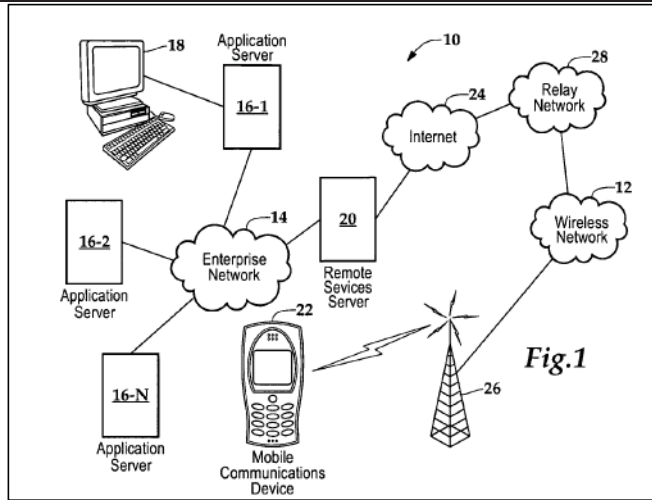 18
Application
Server
16-1
10
28
Relay
Network
24
Internet
12
Wireless
Network
14
Enterprise
Network
20
Remote
Sevices
Server
16-2
Application
Server
22
Mobile
Communications
Device
16-N
Application
Server
26
Fig.1